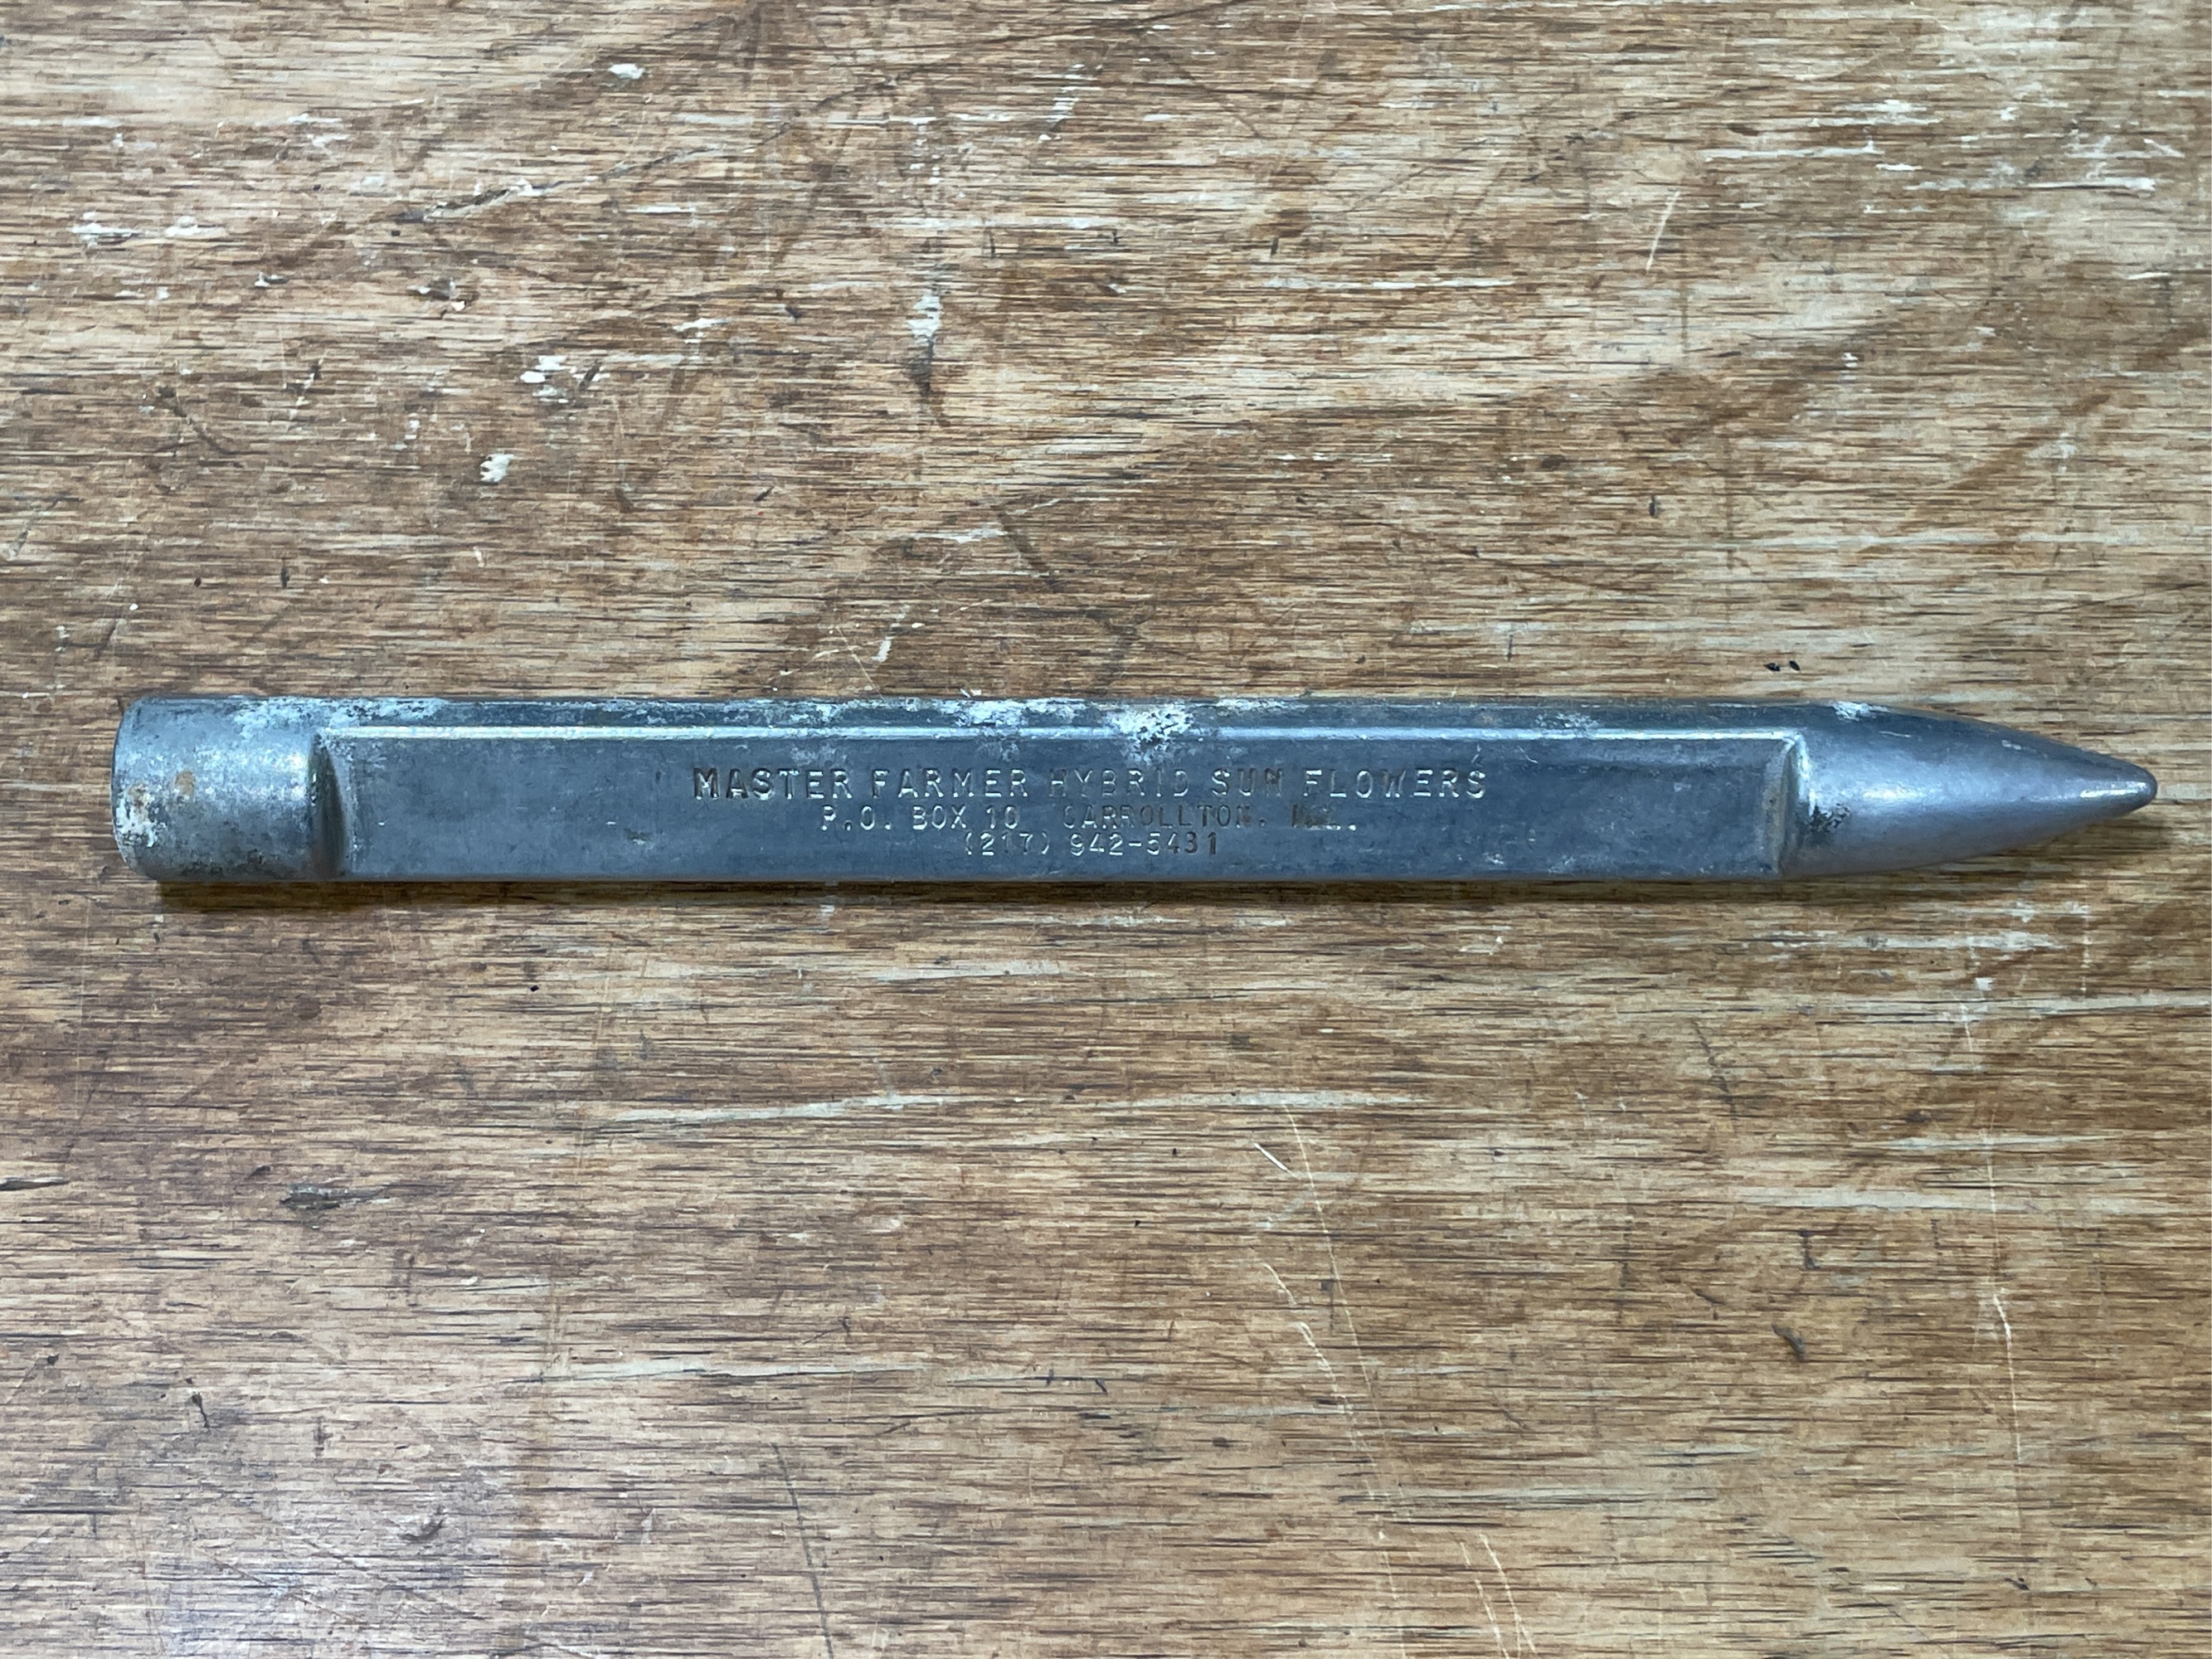 MASTER FARMER HYBRID SUN FLOWERS
P.O. BOX 10 CARROLLTON, ILL.
(217) 942-5431